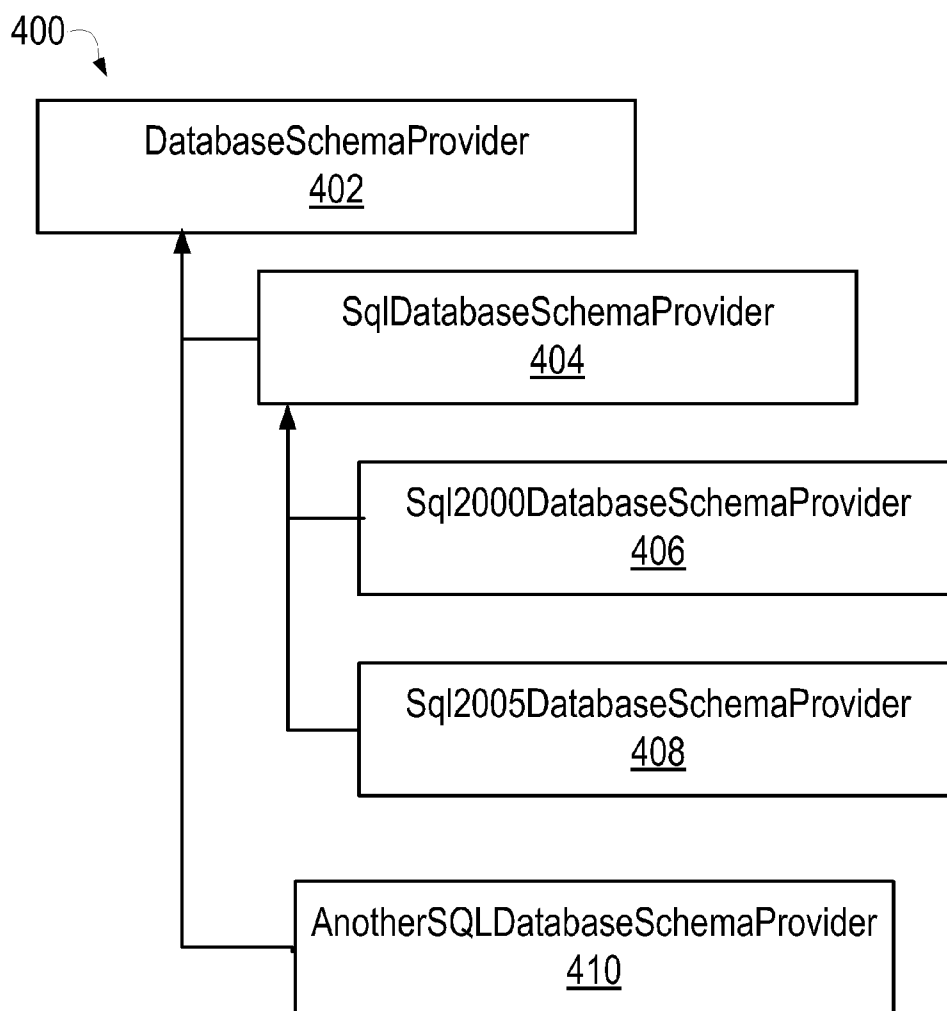 400
DatabaseSchemaProvider
402
SqlDatabaseSchemaProvider
404
Sql2000DatabaseSchemaProvider
406
Sql2005DatabaseSchemaProvider
408
AnotherSQLDatabaseSchemaProvider
410